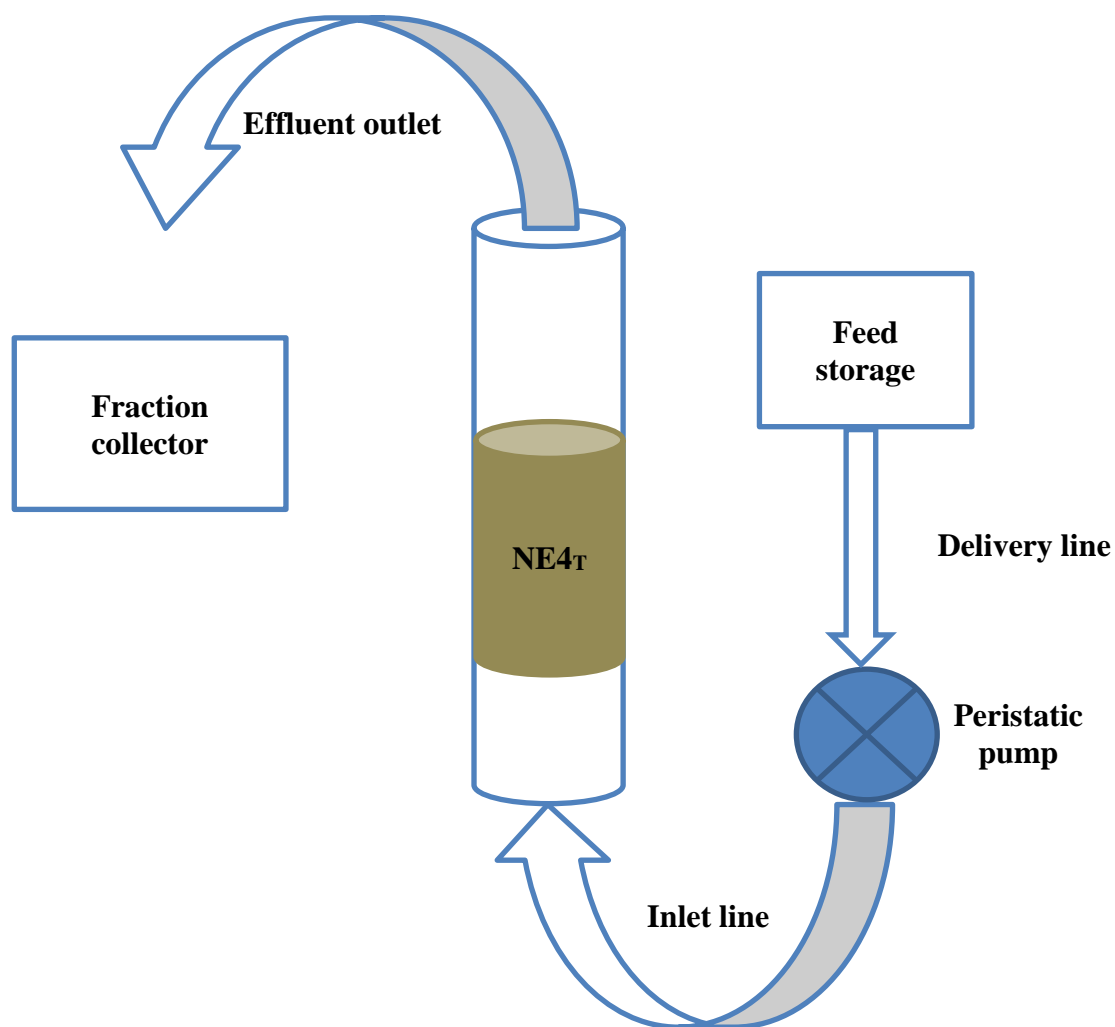 Effluent outlet
Feed
storage
Fraction
collector
NE4T
Delivery line
Peristatic
pump
Inlet line